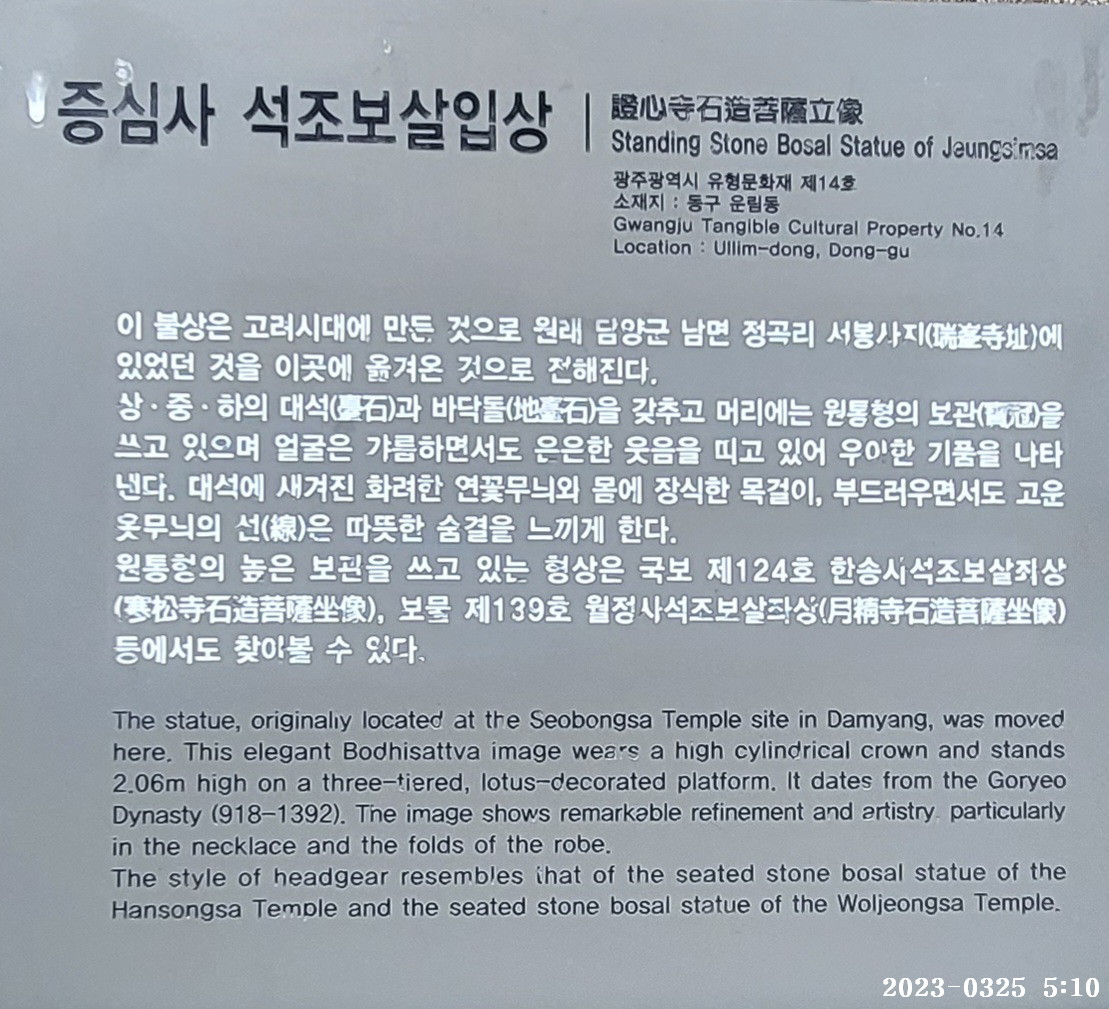 증심사 석조보살입상
證心寺石造菩薩立像
Standing Stone Bosal Statue of Jeungsimsa
광주광역시 유형문화재 제14호
소재지 : 동구 운림동
Gwangju Tangible Cultural Property No.14
Location : Ullim-dong, Dong-gu
이 불상은 고려시대에 만든 것으로 원래 담양군 남면 정곡리 서봉사지(瑞峯寺址)에
있었던 것을 이곳에 옮겨온 것으로 전해진다.
상·중·하의 대석(臺石)과 바닥돌(地臺石)을 갖추고 머리에는 원통형의 보관(寶冠)을
쓰고 있으며 얼굴은 갸름하면서도 은은한 웃음을 띠고 있어 우아한 기품을 나타
낸다. 대석에 새겨진 화려한 연꽃무늬와 몸에 장식한 목걸이, 부드러우면서도 고운
옷무늬의 선(線)은 따뜻한 숨결을 느끼게 한다.
원통형의 높은 보관을 쓰고 있는 형상은 국보 제124호 한송사석조보살좌상
(寒松寺石造菩薩坐像), 보물 제139호 월정사석조보살좌상(月精寺石造菩薩坐像)
등에서도 찾아볼 수 있다.
The statue, originally located at the Seobongsa Temple site in Damyang, was moved
here. This elegant Bodhisattva image wears a high cylindrical crown and stands
2.06m high on a three-tiered, lotus-decorated platform. It dates from the Goryeo
Dynasty (918-1392). The image shows remarkable refinement and artistry, particularly
in the necklace and the folds of the robe.
The style of headgear resembles that of the seated stone bosal statue of the
Hansongsa Temple and the seated stone bosal statue of the Woljeongsa Temple.
2023-0325 5:10